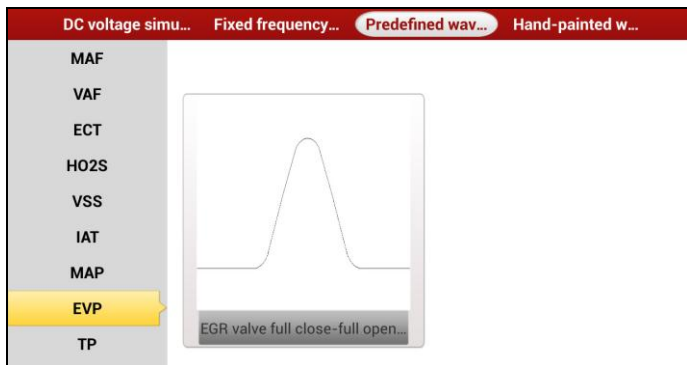 DC voltage simu... Fixed frequency... Predefined wav... Hand-painted w...
MAF
VAF
ECT
HO2S
VSS
IAT
MAP
EVP
TP
EGR valve full close-full open...